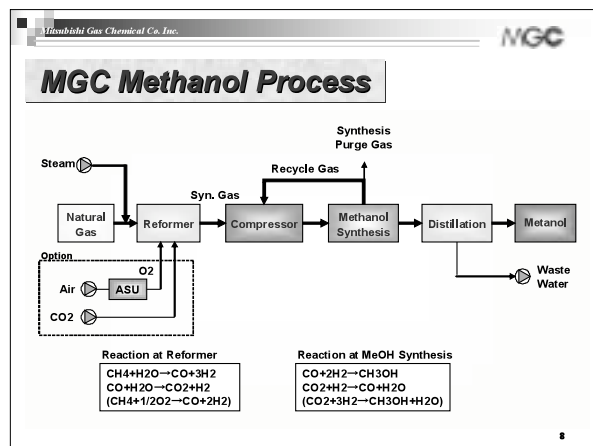 Mitsubishi Gas Chemical Co. Inc.
MGC
MGC Methanol Process
Synthesis
Purge Gas
Steam
Recycle Gas
Syn. Gas
Natural
Gas
Reformer
Compressor
Methanol
Synthesis
Distillation
Metanol
Option
O2
Air
ASU
CO2
Waste
Water
Reaction at Reformer
CH4+H2O→CO+3H2
CO+H2O→CO2+H2
(CH4+1/2O2→CO+2H2)
Reaction at MeOH Synthesis
CO+2H2→CH3OH
CO2+H2→CO+H2O
(CO2+3H2→CH3OH+H2O)
8